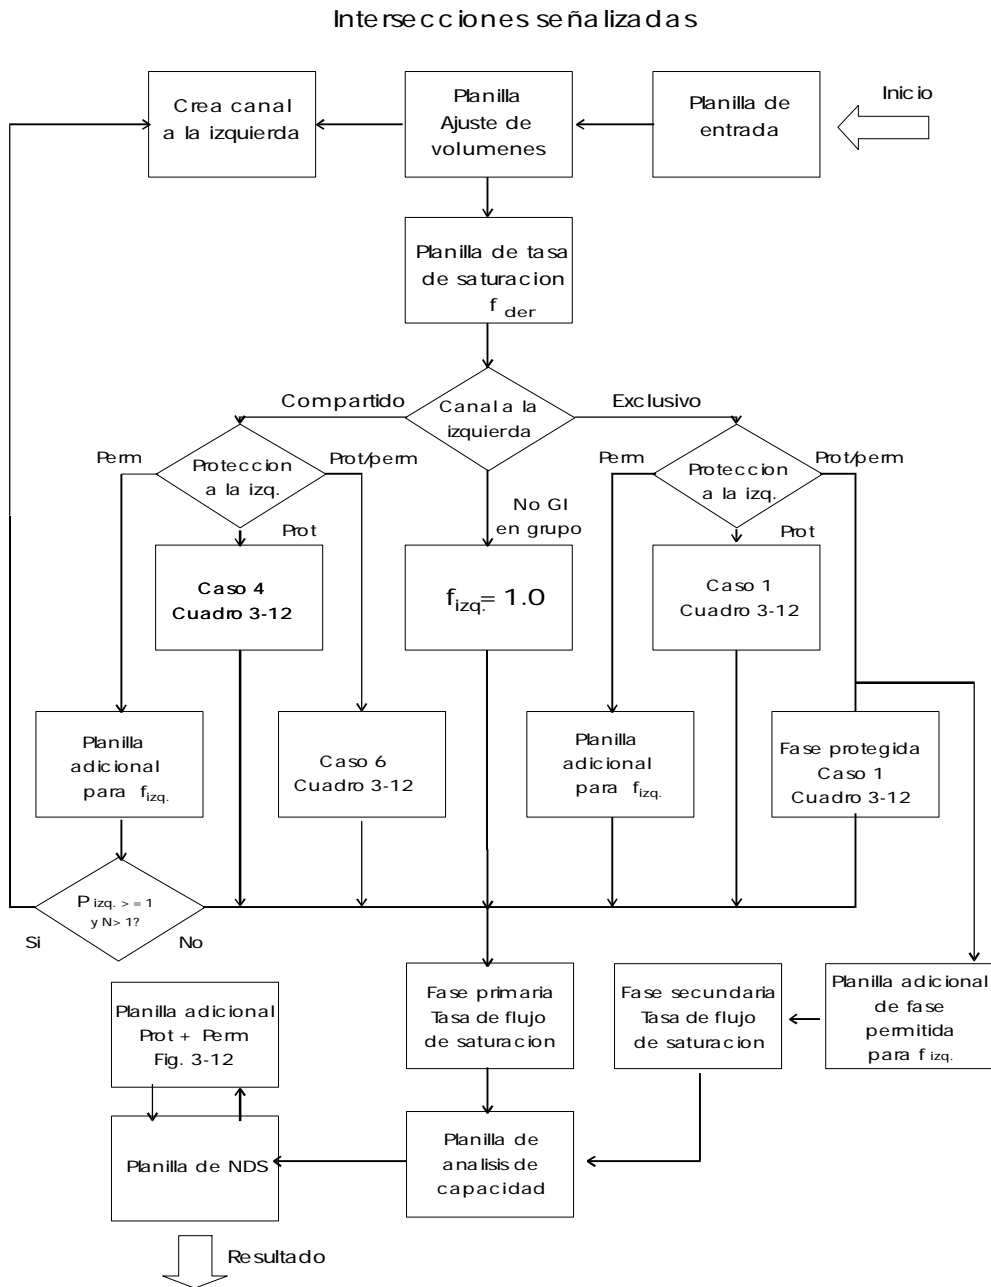 Intersecciones señalizadas
Crea canal
a la izquierda
Planilla
Ajuste de
volumenes
Planilla de
entrada
Inicio
Planilla de tasa
de saturacion
f der
Compartido
Canal a la
izquierda
Exclusivo
Perm
Proteccion
a la izq.
Prot/perm
Prot
No GI
en grupo
Perm
Proteccion
a la izq.
Prot/perm
Prot
Caso 4
Cuadro 3-12
fizq.= 1.0
Caso 1
Cuadro 3-12
Planilla
adicional
para fizq.
Caso 6
Cuadro 3-12
Planilla
adicional
para fizq.
Fase protegida
Caso 1
Cuadro 3-12
P izq. > = 1
y N> 1?
Si
No
Planilla adicional
Prot + Perm
Fig. 3-12
Fase primaria
Tasa de flujo
de saturacion
Fase secundaria
Tasa de flujo
de saturacion
Planilla adicional
de fase
permitida
para f izq.
Planilla de NDS
Planilla de
analisis de
capacidad
Resultado